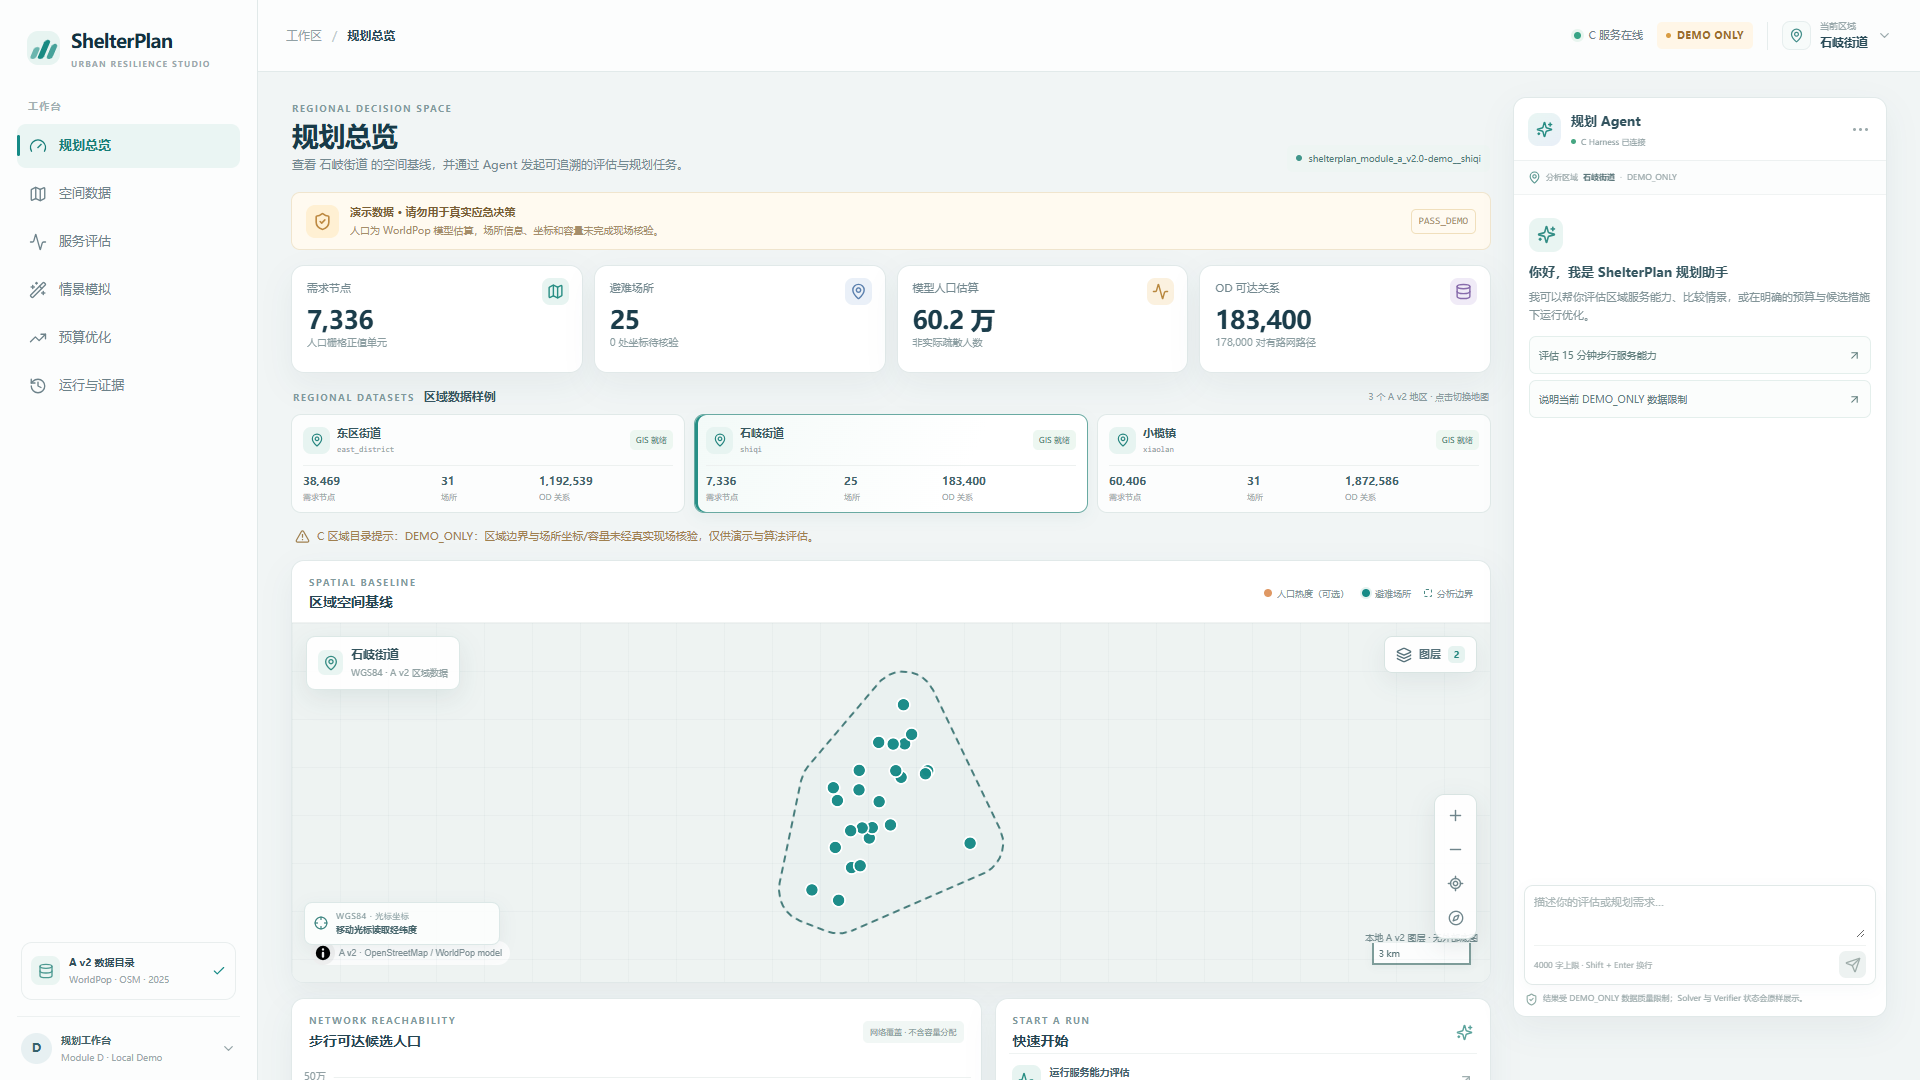 ShelterPlan
URBAN RESILIENCE STUDIO
工作台
规划总览
空间数据
服务评估
情景模拟
预算优化
运行与证据
A v2 数据目录
WorldPop · OSM · 2025
D
规划工作台
Module D · Local Demo
工作区 / 规划总览
C 服务在线
DEMO ONLY
当前区域
石岐街道
REGIONAL DECISION SPACE
规划总览
查看 石岐街道 的空间基线，并通过 Agent 发起可追溯的评估与规划任务。
shelterplan_module_a_v2.0-demo__shiqi
演示数据 • 请勿用于真实应急决策
人口为 WorldPop 模型估算，场所信息、坐标和容量未完成现场核验。
PASS_DEMO
需求节点
7,336
人口栅格正值单元
避难场所
25
0 处坐标待核验
模型人口估算
60.2 万
非实际疏散人数
OD 可达关系
183,400
178,000 对有路网路径
REGIONAL DATASETS 区域数据样例
3 个 A v2 地区 · 点击切换地图
东区街道
east_district
GIS 就绪
38,469
需求节点
31
场所
1,192,539
OD 关系
石岐街道
shiqi
GIS 就绪
7,336
需求节点
25
场所
183,400
OD 关系
小榄镇
xiaolan
GIS 就绪
60,406
需求节点
31
场所
1,872,586
OD 关系
C 区域目录提示：DEMO_ONLY：区域边界与场所坐标/容量未经真实现场核验，仅供演示与算法评估。
SPATIAL BASELINE
区域空间基线
人口热度（可选）
避难场所
分析边界
石岐街道
WGS84 · A v2 区域数据
图层 2
WGS84 · 光标坐标
移动光标读取经纬度
A v2 · OpenStreetMap / WorldPop model
本地 A v2 图层 ·
3 km
NETWORK REACHABILITY
步行可达候选人口
网络覆盖 · 不含容量分配
50万
START A RUN
快速开始
运行服务能力评估
规划 Agent
C Harness 已连接
分析区域 石岐街道 · DEMO_ONLY
你好，我是 ShelterPlan 规划助手
我可以帮你评估区域服务能力、比较情景，或在明确的预算与候选措施
下运行优化。
评估 15 分钟步行服务能力
说明当前 DEMO_ONLY 数据限制
描述你的评估或规划需求...
4000 字上限 · Shift + Enter 换行
结果受 DEMO_ONLY 数据质量限制；Solver 与 Verifier 状态会原样展示。